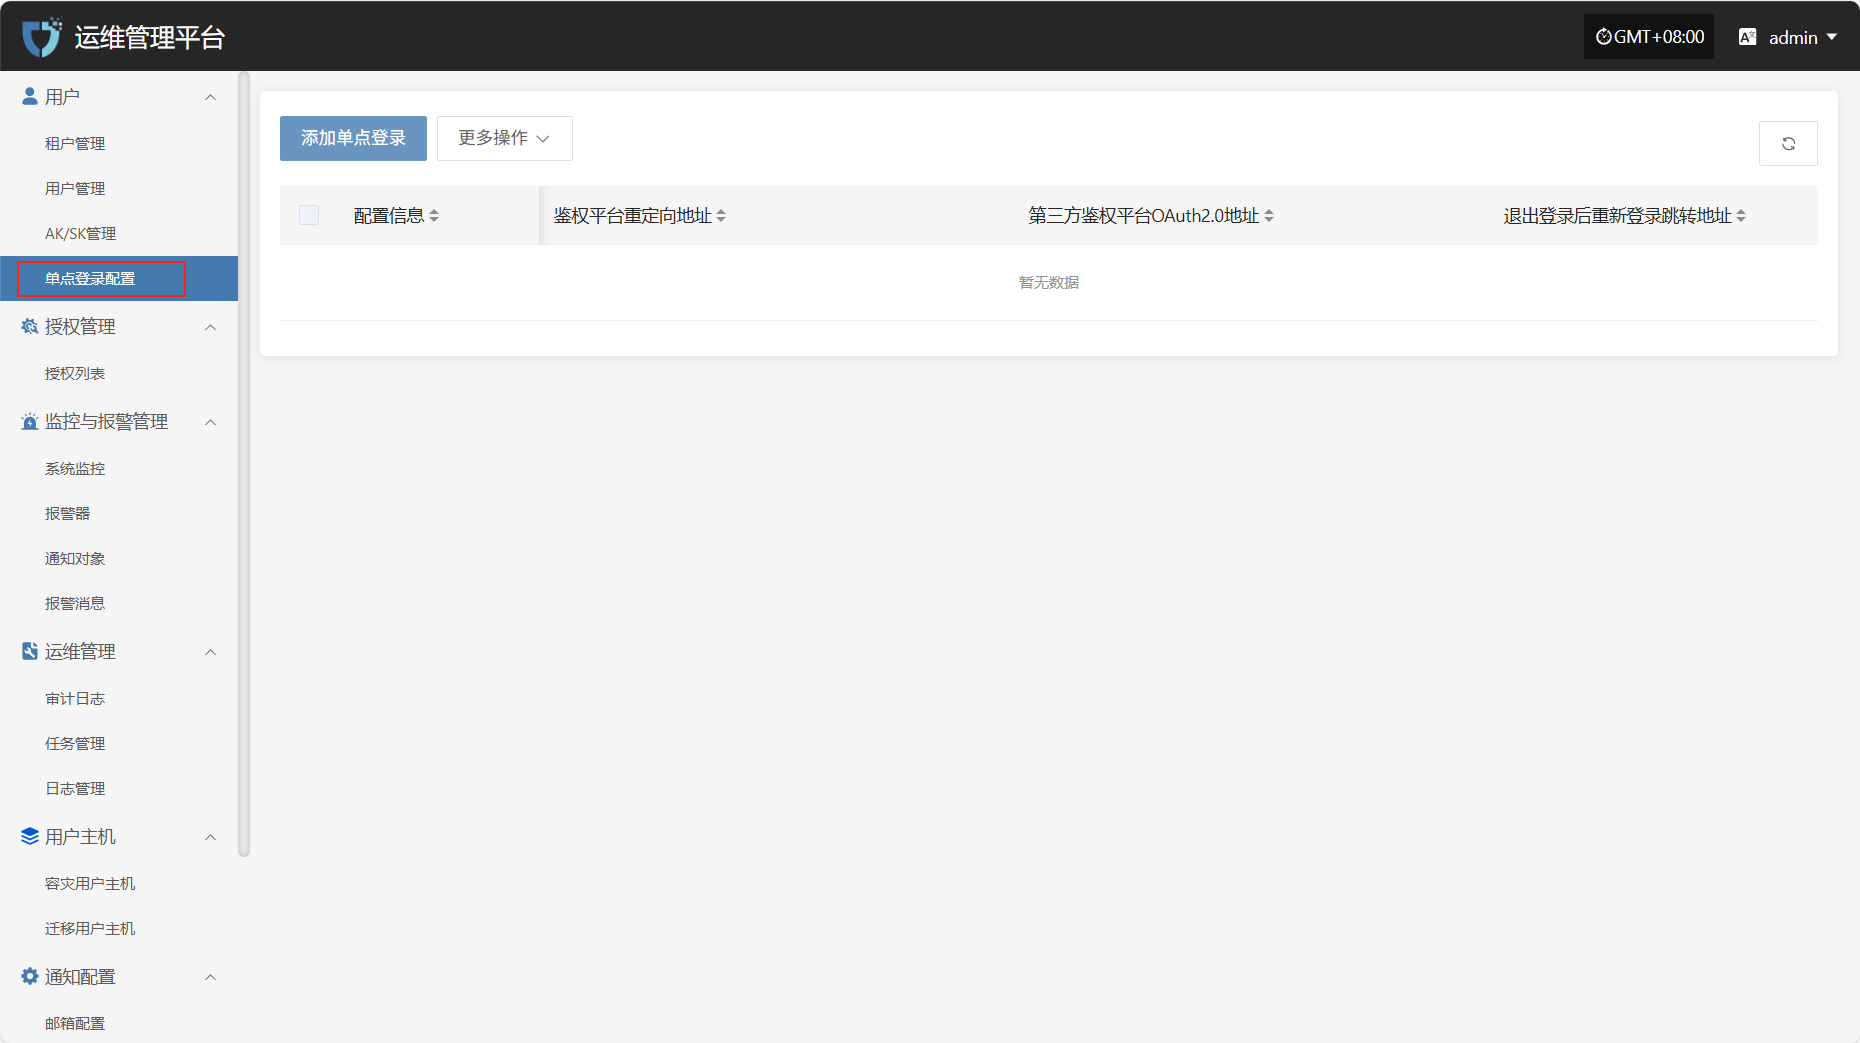 运维管理平台
GMT+08:00
admin
用户
租户管理
用户管理
AK/SK管理
单点登录配置
授权管理
授权列表
监控与报警管理
系统监控
报警器
通知对象
报警消息
运维管理
审计日志
任务管理
日志管理
用户主机
容灾用户主机
迁移用户主机
通知配置
邮箱配置
添加单点登录
更多操作
配置信息
鉴权平台重定向地址
第三方鉴权平台OAuth2.0地址
退出登录后重新登录跳转地址
暂无数据